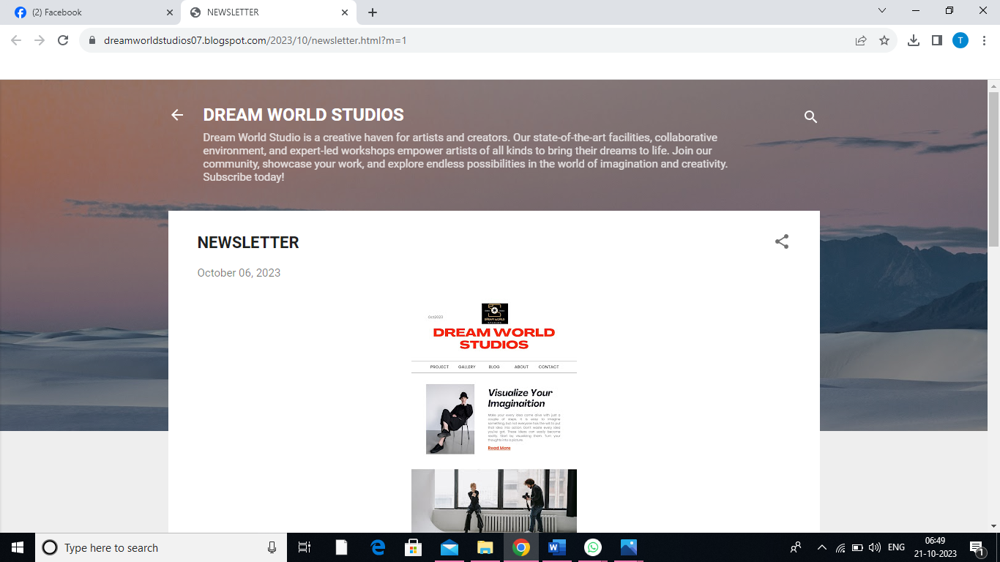 (2) Facebook
NEWSLETTER
dreamworldstudios07.blogspot.com/2023/10/newsletter.html?m=1
T
DREAM WORLD STUDIOS
Dream World Studio is a creative haven for artists and creators. Our state-of-the-art facilities, collaborative
environment, and expert-led workshops empower artists of all kinds to bring their dreams to life. Join our
community, showcase your work, and explore endless possibilities in the world of imagination and creativity.
Subscribe today!
NEWSLETTER
October 06, 2023
Oct2023
DREAM WORLD
STUDIOS
DREAM WORLD
STUDIOS
PROJECT GALLERY BLOG ABOUT CONTACT
Visualize Your
Imaginaition
Make your every idea come alive with just a
couple of steps. It is easy to imagine
something, but not everyone has the will to put
that idea into action. Don't waste every idea
you've got. These ideas can easily become
reality. Start by visualising them. Turn your
thoughts into a picture.
Read More
Type here to search
ENG
06:49
21-10-2023
1